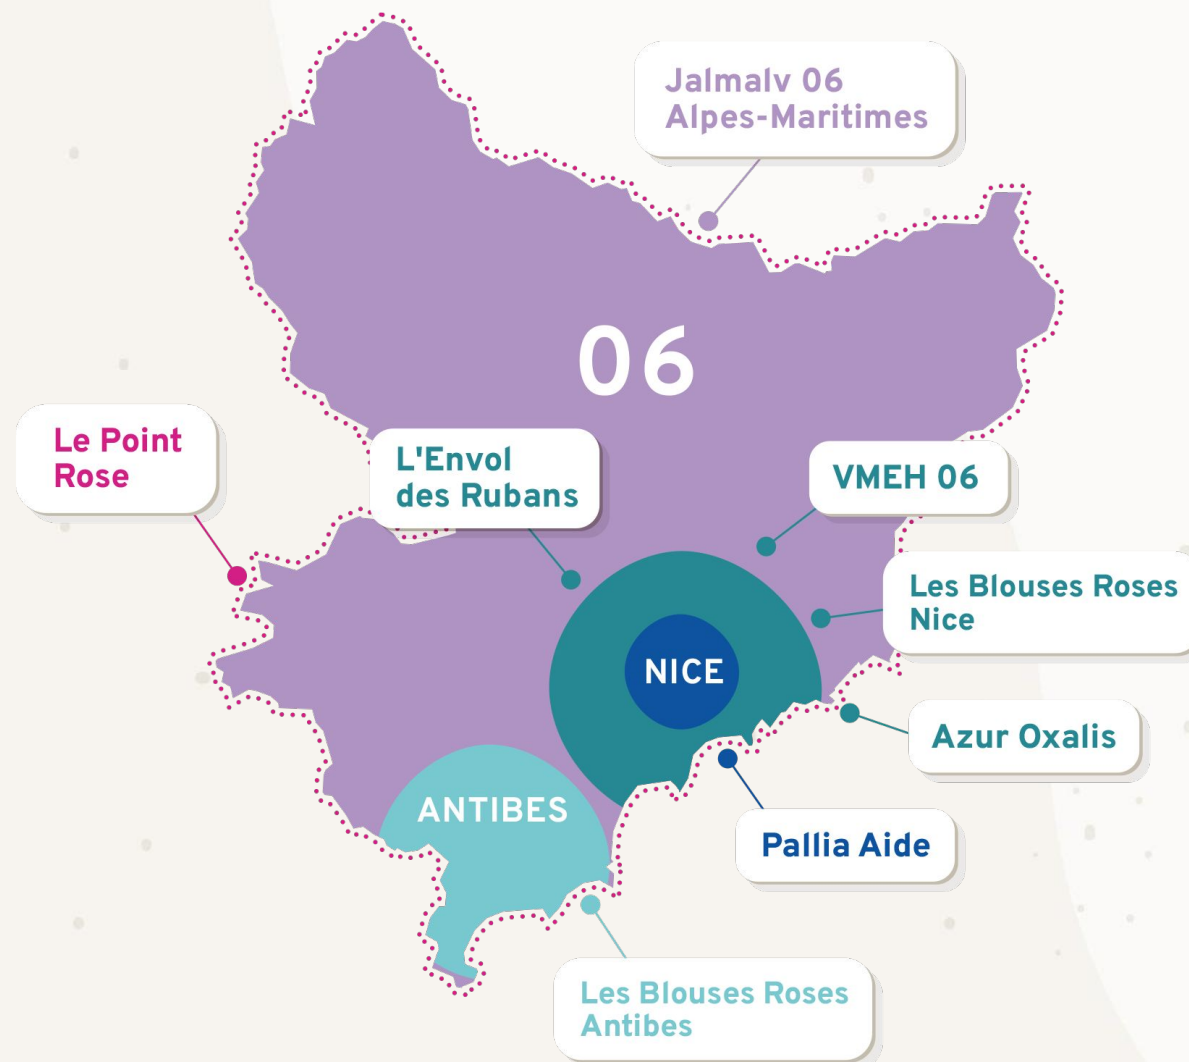 Jalmalv 06
Alpes-Maritimes
06
Le Point
Rose
L'Envol
des Rubans
VMEH 06
Les Blouses Roses
Nice
NICE
Azur Oxalis
ANTIBES
Pallia Aide
Les Blouses Roses
Antibes